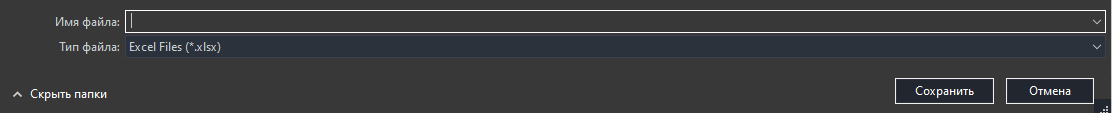 Имя файла:
Тип файла: Excel Files (*.xlsx)
Скрыть папки
Сохранить
Отмена